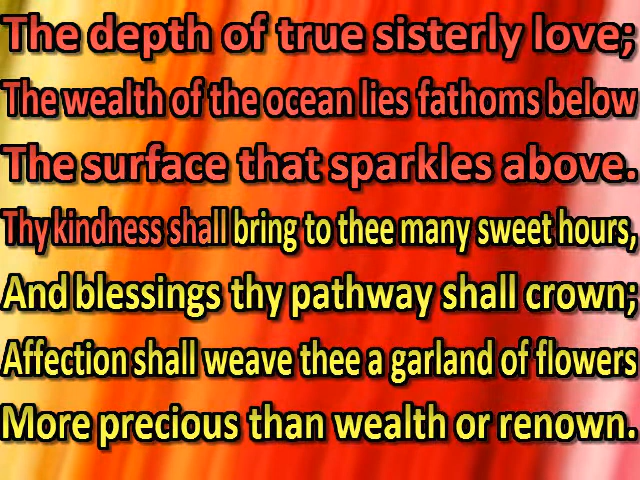 The depth of true sisterly love;
The wealth of the ocean lies fathoms below
The surface that sparkles above.
Thy kindness shall bring to thee many sweet hours,
And blessings thy pathway shall crown;
Affection shall weave thee a garland of flowers
More precious than wealth or renown.